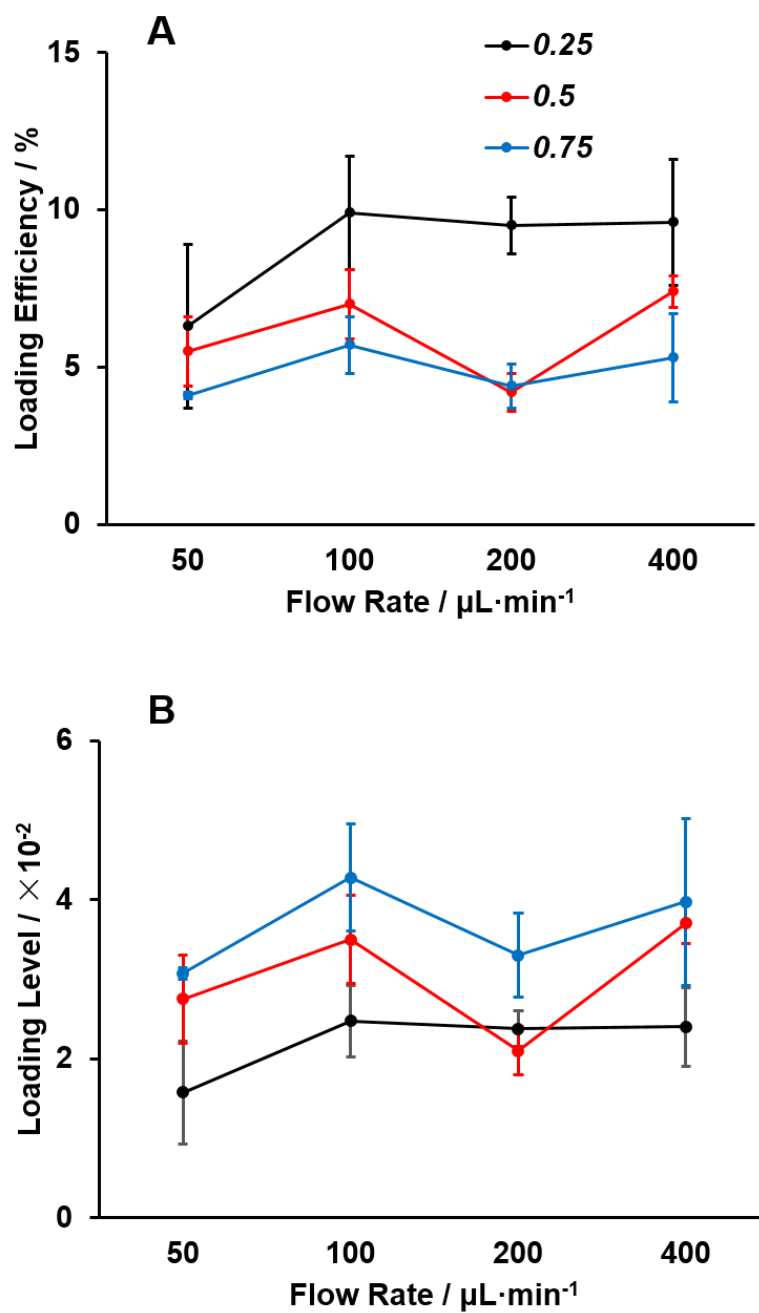 A
0.25
0.5
0.75
Loading Efficiency / %
15
10
5
0
50 100 200 400
Flow Rate / µL·min⁻¹
B
Loading Level / ×10⁻²
6
4
2
0
50 100 200 400
Flow Rate / µL·min⁻¹